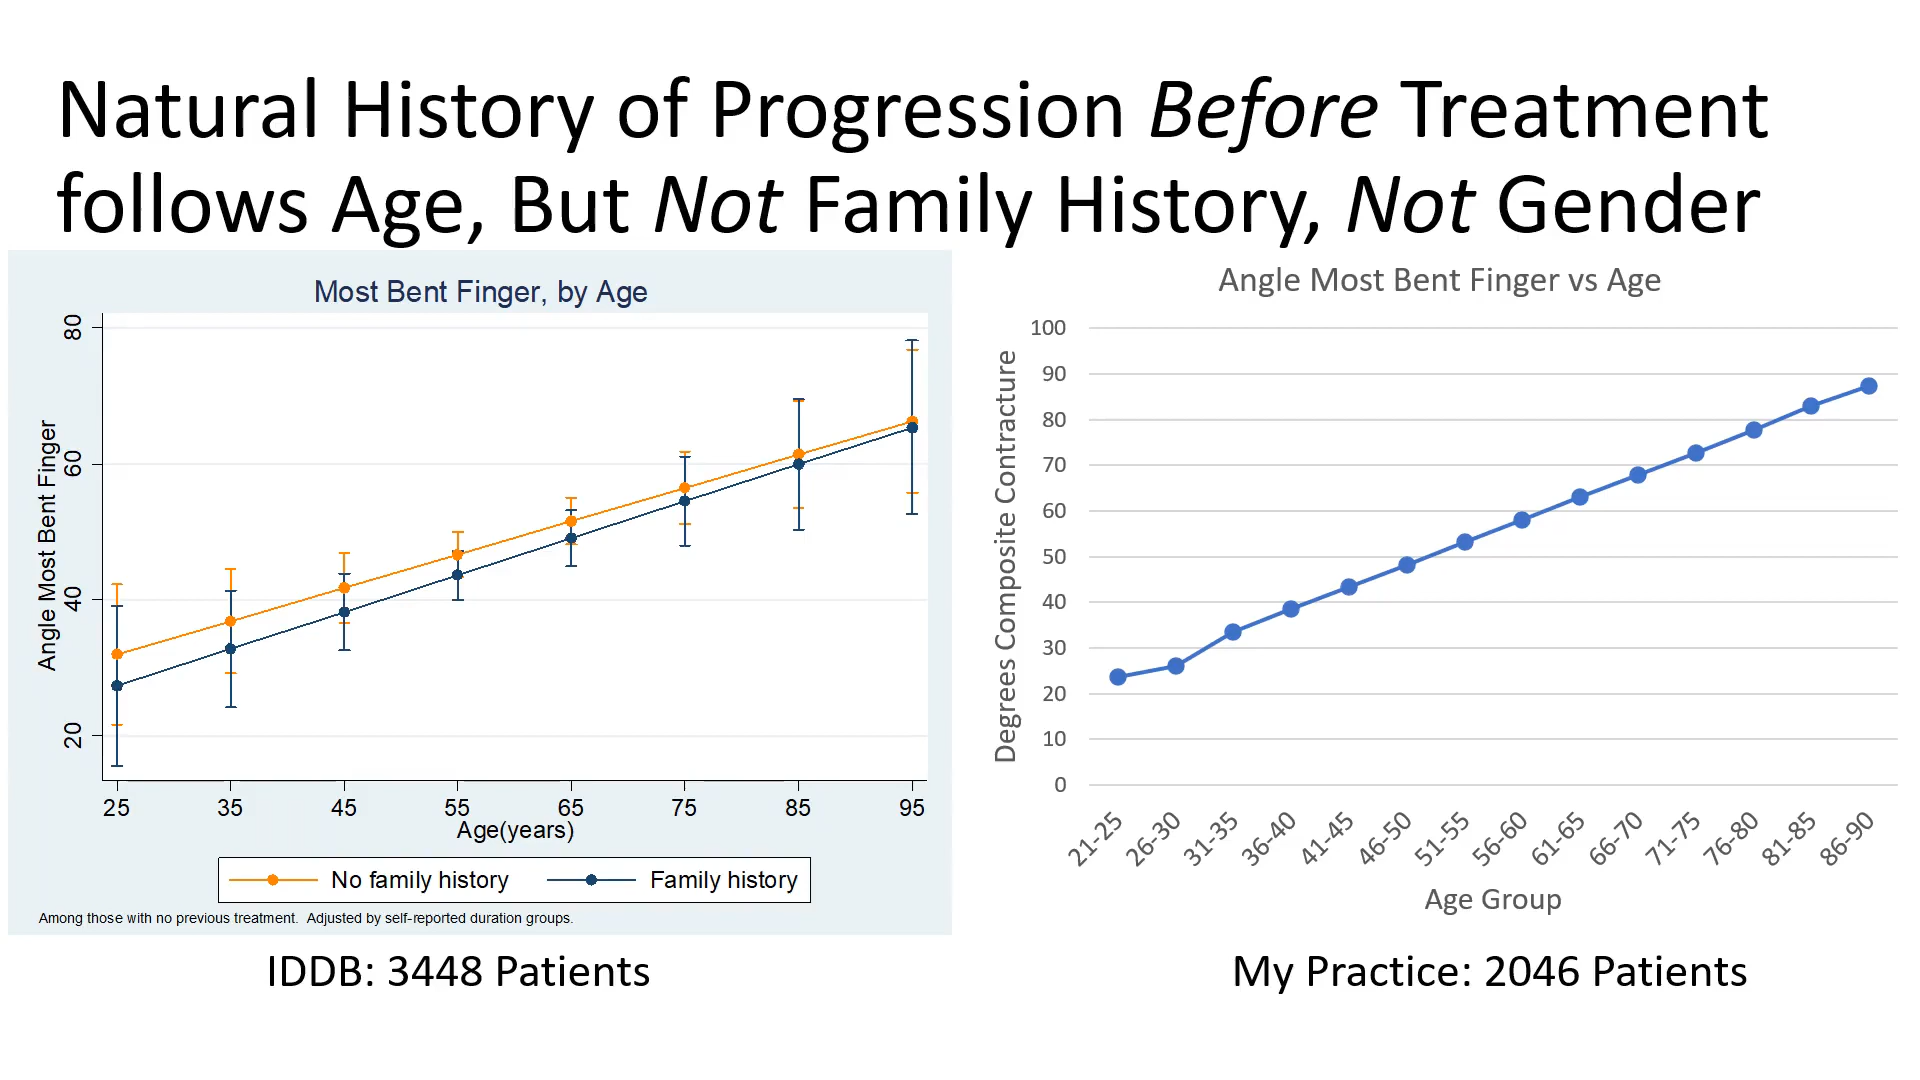 Natural History of Progression Before Treatment
follows Age, But Not Family History, Not Gender
Most Bent Finger, by Age
Angle Most Bent Finger
80
60
40
20
25 35 45 55 65 75 85 95
Age(years)
No family history Family history
Among those with no previous treatment. Adjusted by self-reported duration groups.
IDDB: 3448 Patients
Angle Most Bent Finger vs Age
Degrees Composite Contracture
100
90
80
70
60
50
40
30
20
10
0
21-25 26-30 31-35 36-40 41-45 46-50 51-55 56-60 61-65 66-70 71-75 76-80 81-85 86-90
Age Group
My Practice: 2046 Patients